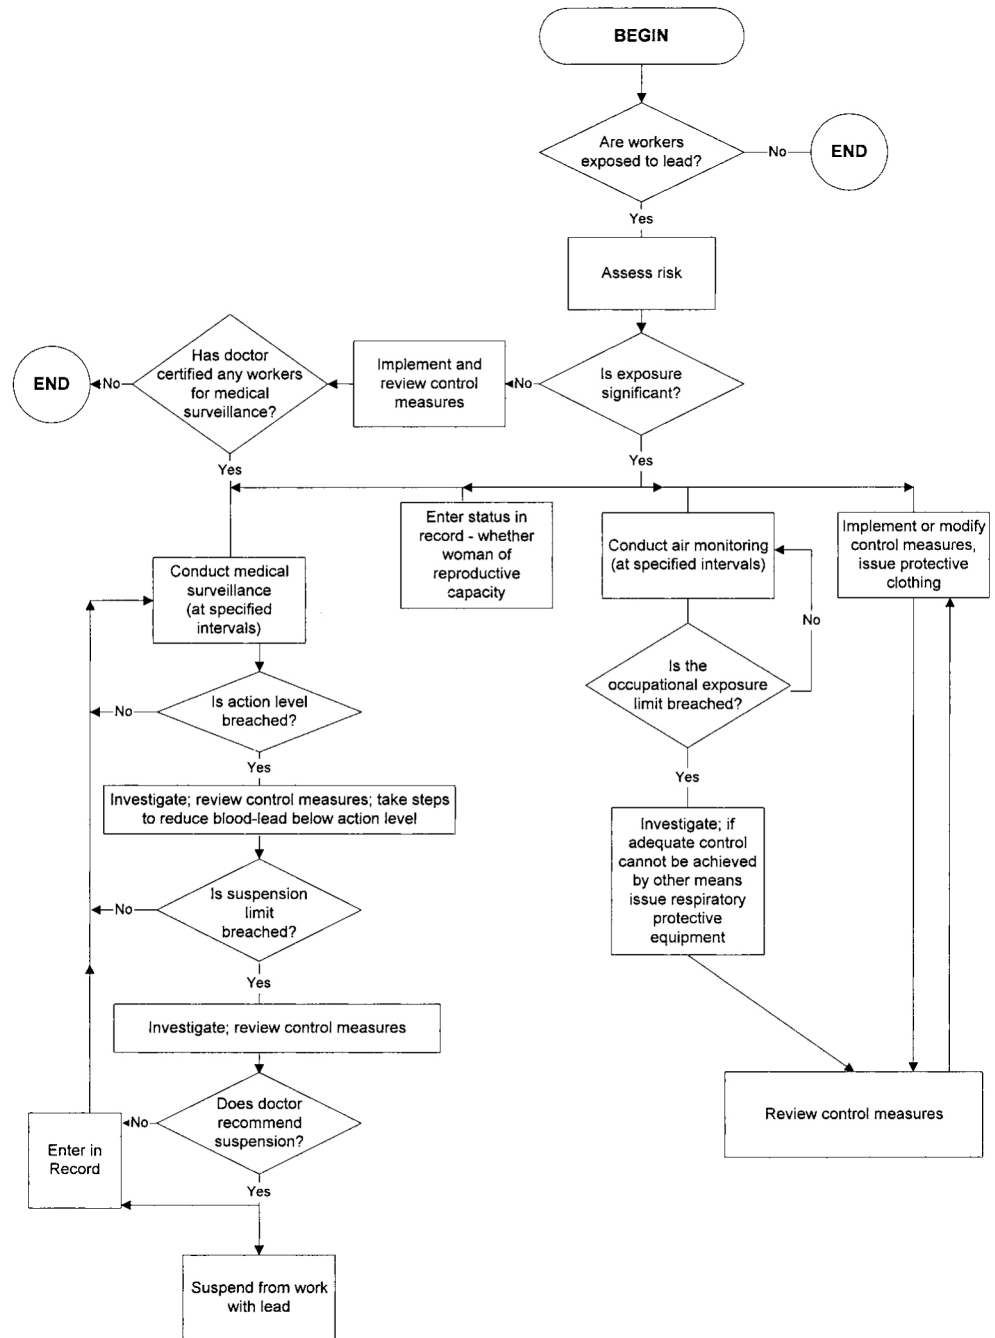 BEGIN
Are workers
exposed to lead?
No
END
Yes
Assess risk
Is exposure
significant?
No
Implement and
review control
measures
Has doctor
certified any workers
for medical
surveillance?
No
END
Yes
Yes
Conduct medical
surveillance
(at specified
intervals)
Enter status in
record - whether
woman of
reproductive
capacity
Conduct air monitoring
(at specified intervals)
Implement or modify
control measures,
issue protective
clothing
No
Is the
occupational exposure
limit breached?
Yes
Investigate; if
adequate control
cannot be achieved
by other means
issue respiratory
protective
equipment
Review control measures
Is action level
breached?
No
Yes
Investigate; review control measures; take steps
to reduce blood-lead below action level
Is suspension
limit
breached?
No
Yes
Investigate; review control measures
Does doctor
recommend
suspension?
No
Enter in
Record
Yes
Suspend from work
with lead